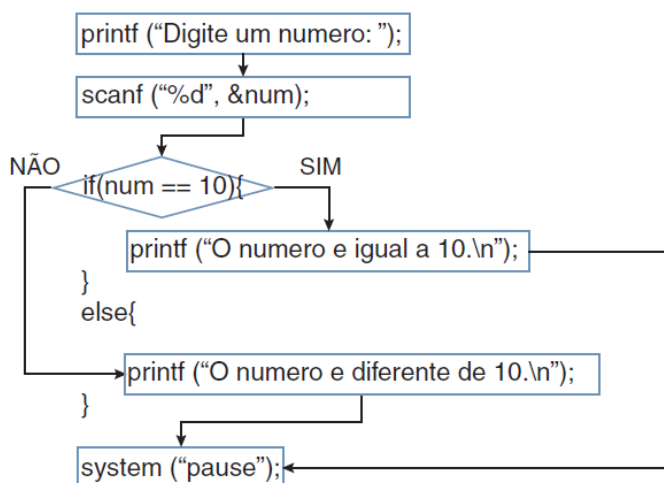 printf (“Digite um numero: ”);
scanf (“%d”, &num);
NÃO
SIM
if(num == 10){
printf (“O numero e igual a 10.\n”);
}
else{
printf (“O numero e diferente de 10.\n”);
}
system (“pause”);